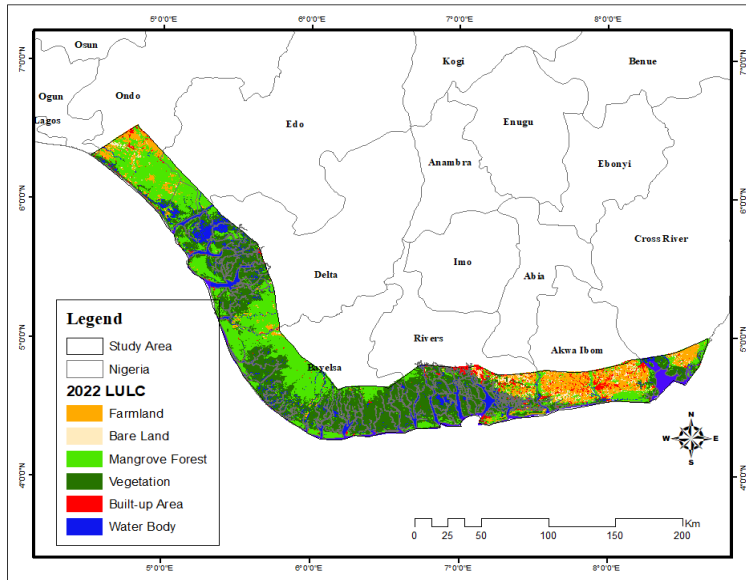 5°0'0"E 6°0'0"E 7°0'0"E 8°0'0"E
7°0'0"N
7°0'0"N
Osun
Kogi
Benue
Ogun
Ondo
Lagos
Edo
Enugu
Anambra
Ebonyi
6°0'0"N
6°0'0"N
Cross River
Delta
Imo
Abia
5°0'0"N
5°0'0"N
Rivers
Akwa Ibom
Bayelsa
Legend
Study Area
Nigeria
2022 LULC
Farmland
Bare Land
Mangrove Forest
Vegetation
Built-up Area
Water Body
N
W E
S
4°0'0"N
4°0'0"N
Km
0 25 50 100 150 200
5°0'0"E 6°0'0"E 7°0'0"E 8°0'0"E